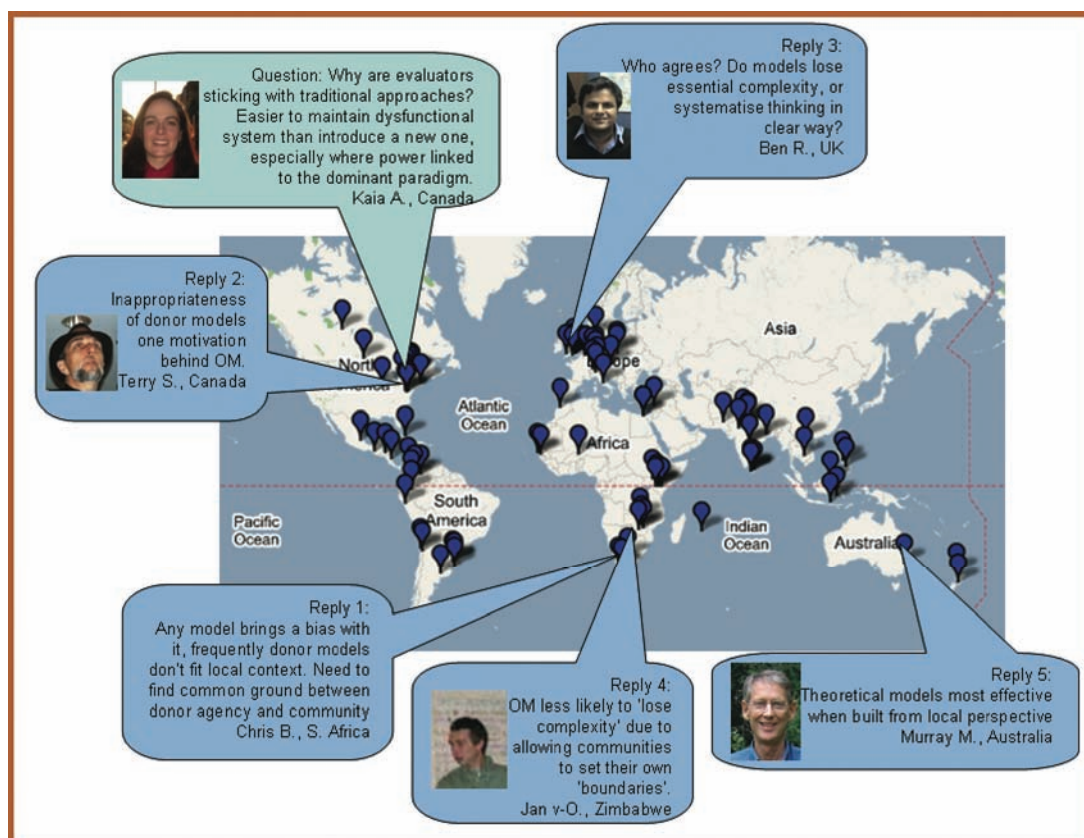 Question: Why are evaluators
sticking with traditional approaches?
Easier to maintain dysfunctional
system than introduce a new one,
especially where power linked
to the dominant paradigm.
Kaia A., Canada
Reply 3:
Who agrees? Do models lose
essential complexity, or
systematise thinking in
clear way?
Ben R., UK
Reply 2:
Inappropriateness
of donor models
one motivation
behind OM.
Terry S., Canada
North
America
Atlantic
Ocean
Europe
Asia
Africa
South
America
Pacific
Ocean
Indian
Ocean
Australia
Reply 1:
Any model brings a bias with
it, frequently donor models
don't fit local context. Need to
find common ground between
donor agency and community
Chris B., S. Africa
Reply 4:
OM less likely to 'lose
complexity' due to
allowing communities
to set their own
'boundaries'.
Jan v-O., Zimbabwe
Reply 5:
Theoretical models most effective
when built from local perspective
Murray M., Australia